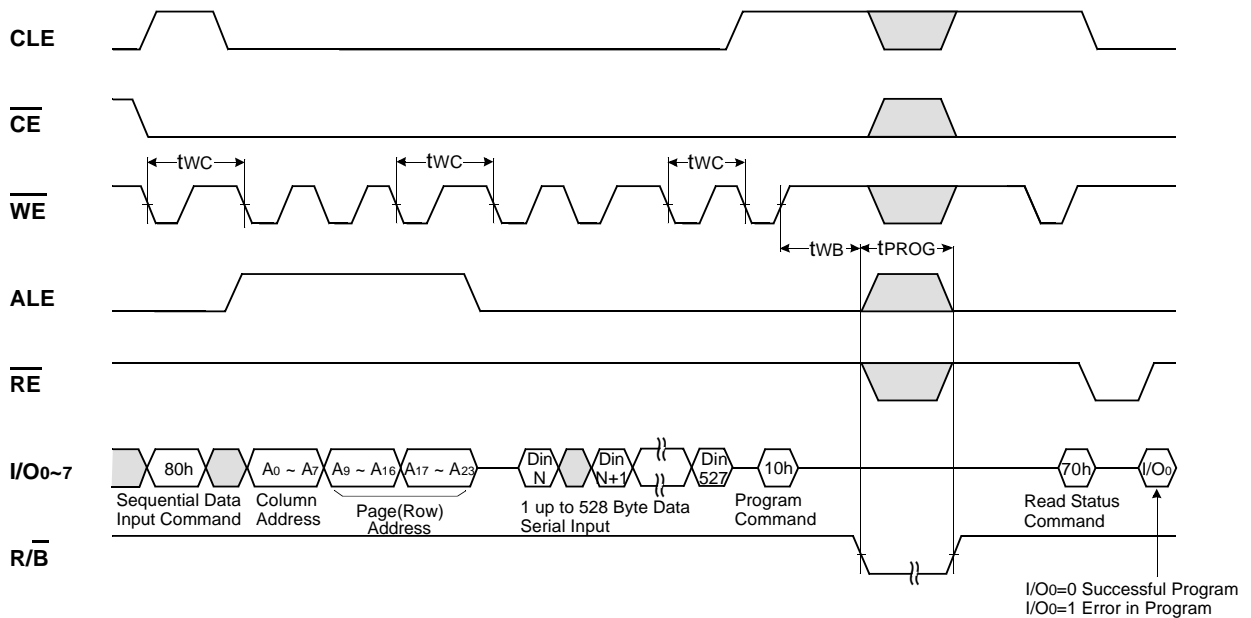 CLE
CE
tWC
tWC
tWC
WE
tWB
tPROG
ALE
RE
I/O0~7
80h
A0 ~ A7
A9 ~ A16
A17 ~ A23
Din
N
Din
N+1
Din
527
10h
70h
I/O0
Sequential Data
Input Command
Column
Address
Page(Row)
Address
1 up to 528 Byte Data
Serial Input
Program
Command
Read Status
Command
R/B
I/O0=0 Successful Program
I/O0=1 Error in Program